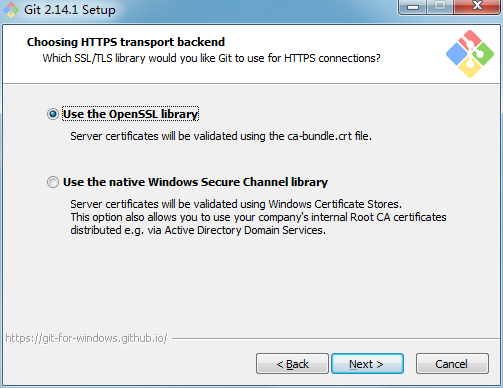 Git 2.14.1 Setup
Choosing HTTPS transport backend
Which SSL/TLS library would you like Git to use for HTTPS connections?
Use the OpenSSL library
Server certificates will be validated using the ca-bundle.crt file.
Use the native Windows Secure Channel library
Server certificates will be validated using Windows Certificate Stores.
This option also allows you to use your company's internal Root CA certificates
distributed e.g. via Active Directory Domain Services.
https://git-for-windows.github.io/
< Back
Next >
Cancel